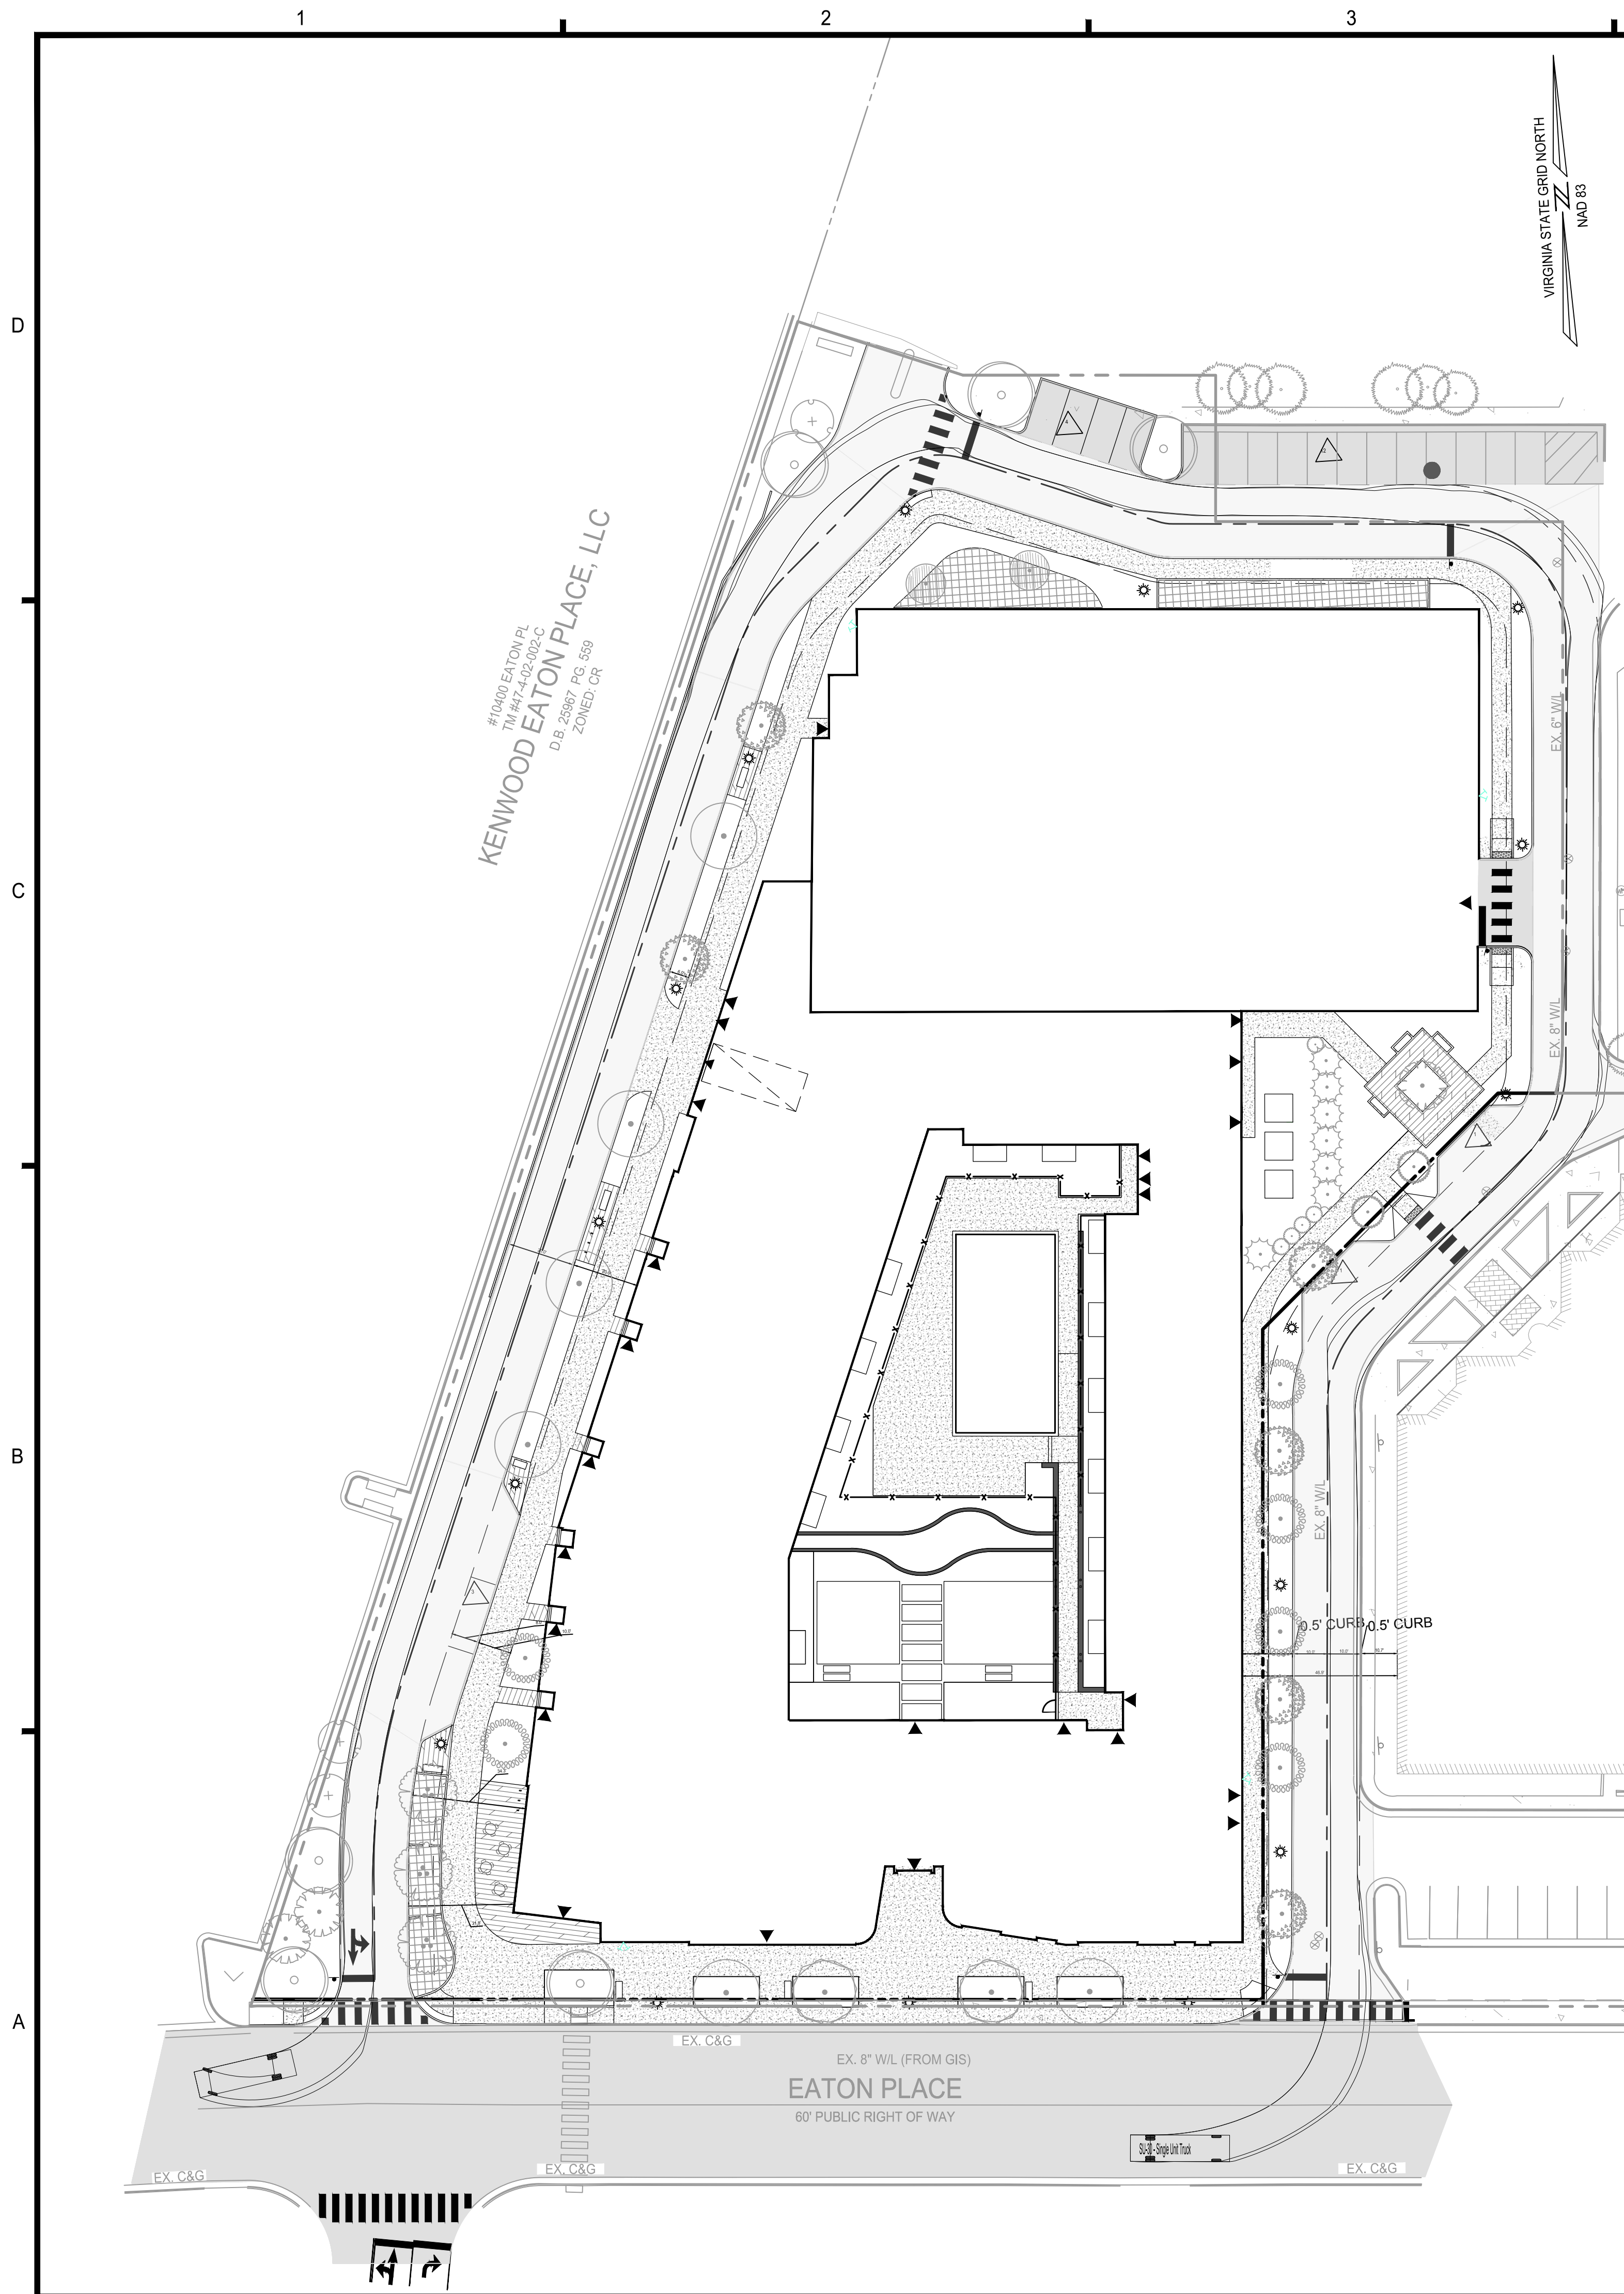 1
2
3
VIRGINIA STATE GRID NORTH
NAD 83
D
C
B
A
#10400 EATON PL
TM #47-4-02-002-C
KENWOOD EATON PLACE, LLC
D.B. 25967 PG. 559
ZONED: CR
4
12
EX. 6" W/L
EX. 8" W/L
EX. 8" W/L
0.5' CURB
0.5' CURB
3
EX. C&G
EX. 8" W/L (FROM GIS)
EATON PLACE
60' PUBLIC RIGHT OF WAY
SU-30 - Single Unit Truck
EX. C&G
EX. C&G
EX. C&G